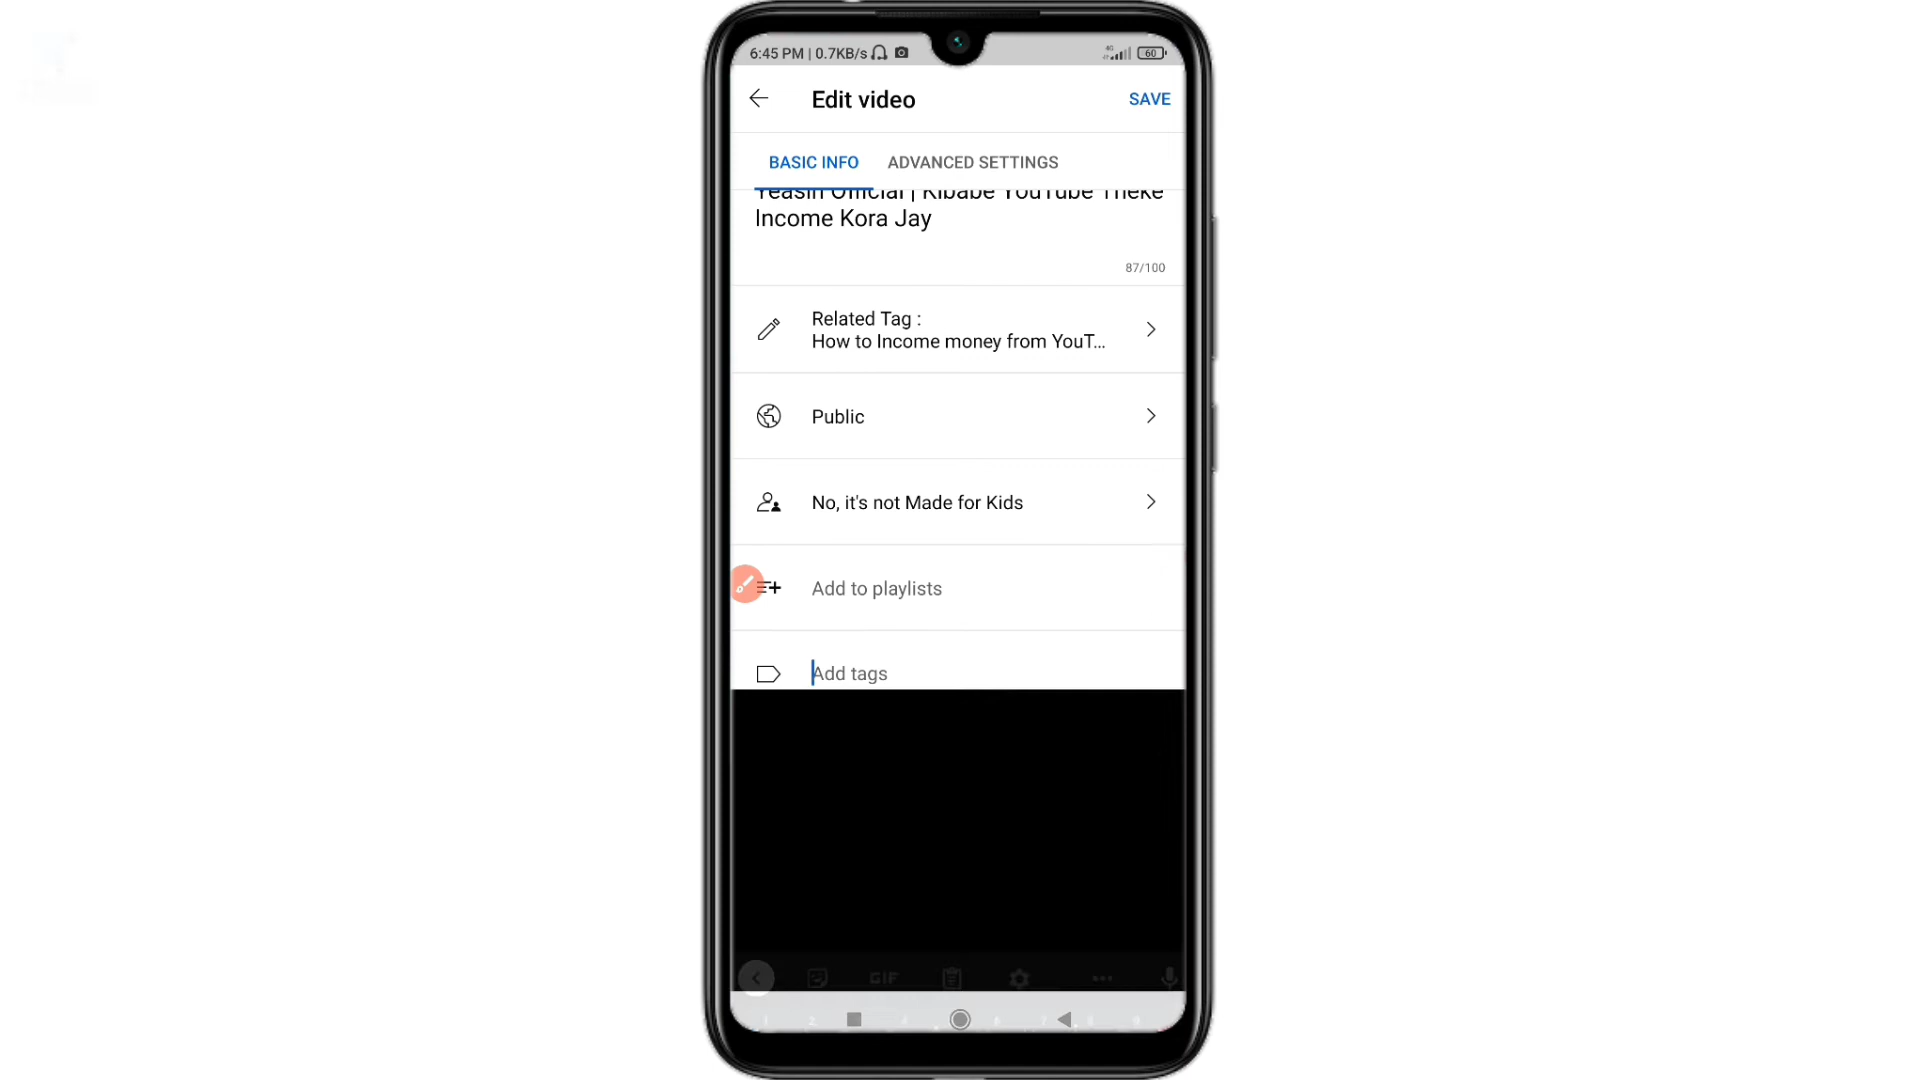 6:45 PM | 0.7KB/s 4G 60
Edit video SAVE
BASIC INFO ADVANCED SETTINGS
Yeasin Official | Kibabe YouTube Theke
Income Kora Jay
87/100
Related Tag :
How to Income money from YouT...
Public
No, it's not Made for Kids
Add to playlists
Add tags
GIF